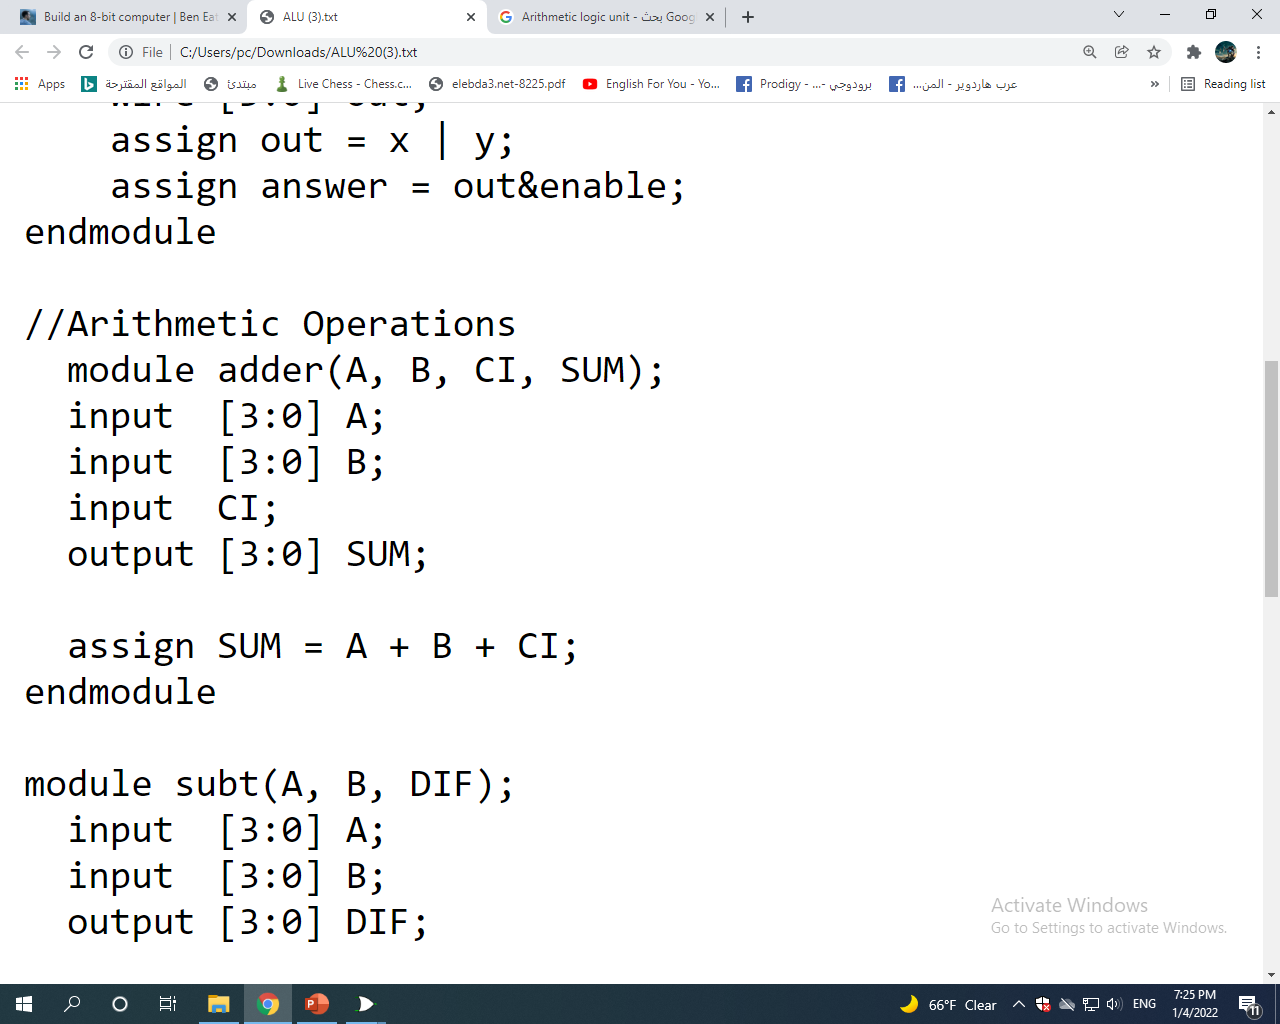 Build an 8-bit computer | Ben Eat
ALU (3).txt
Arithmetic logic unit - بحث Goog
File
C:/Users/pc/Downloads/ALU%20(3).txt
Apps
المواقع المقترحة
مبتدئ
Live Chess - Chess.c...
elebda3.net-8225.pdf
English For You - Yo...
Prodigy - ...- برودوجي
عرب هاردوير - المن...
»
Reading list
wire [3:0] out;
assign out = x | y;
assign answer = out&enable;
endmodule
//Arithmetic Operations
module adder(A, B, CI, SUM);
input [3:0] A;
input [3:0] B;
input CI;
output [3:0] SUM;
assign SUM = A + B + CI;
endmodule
module subt(A, B, DIF);
input [3:0] A;
input [3:0] B;
output [3:0] DIF;
Activate Windows
Go to Settings to activate Windows.
66°F Clear
ENG
7:25 PM
1/4/2022
11